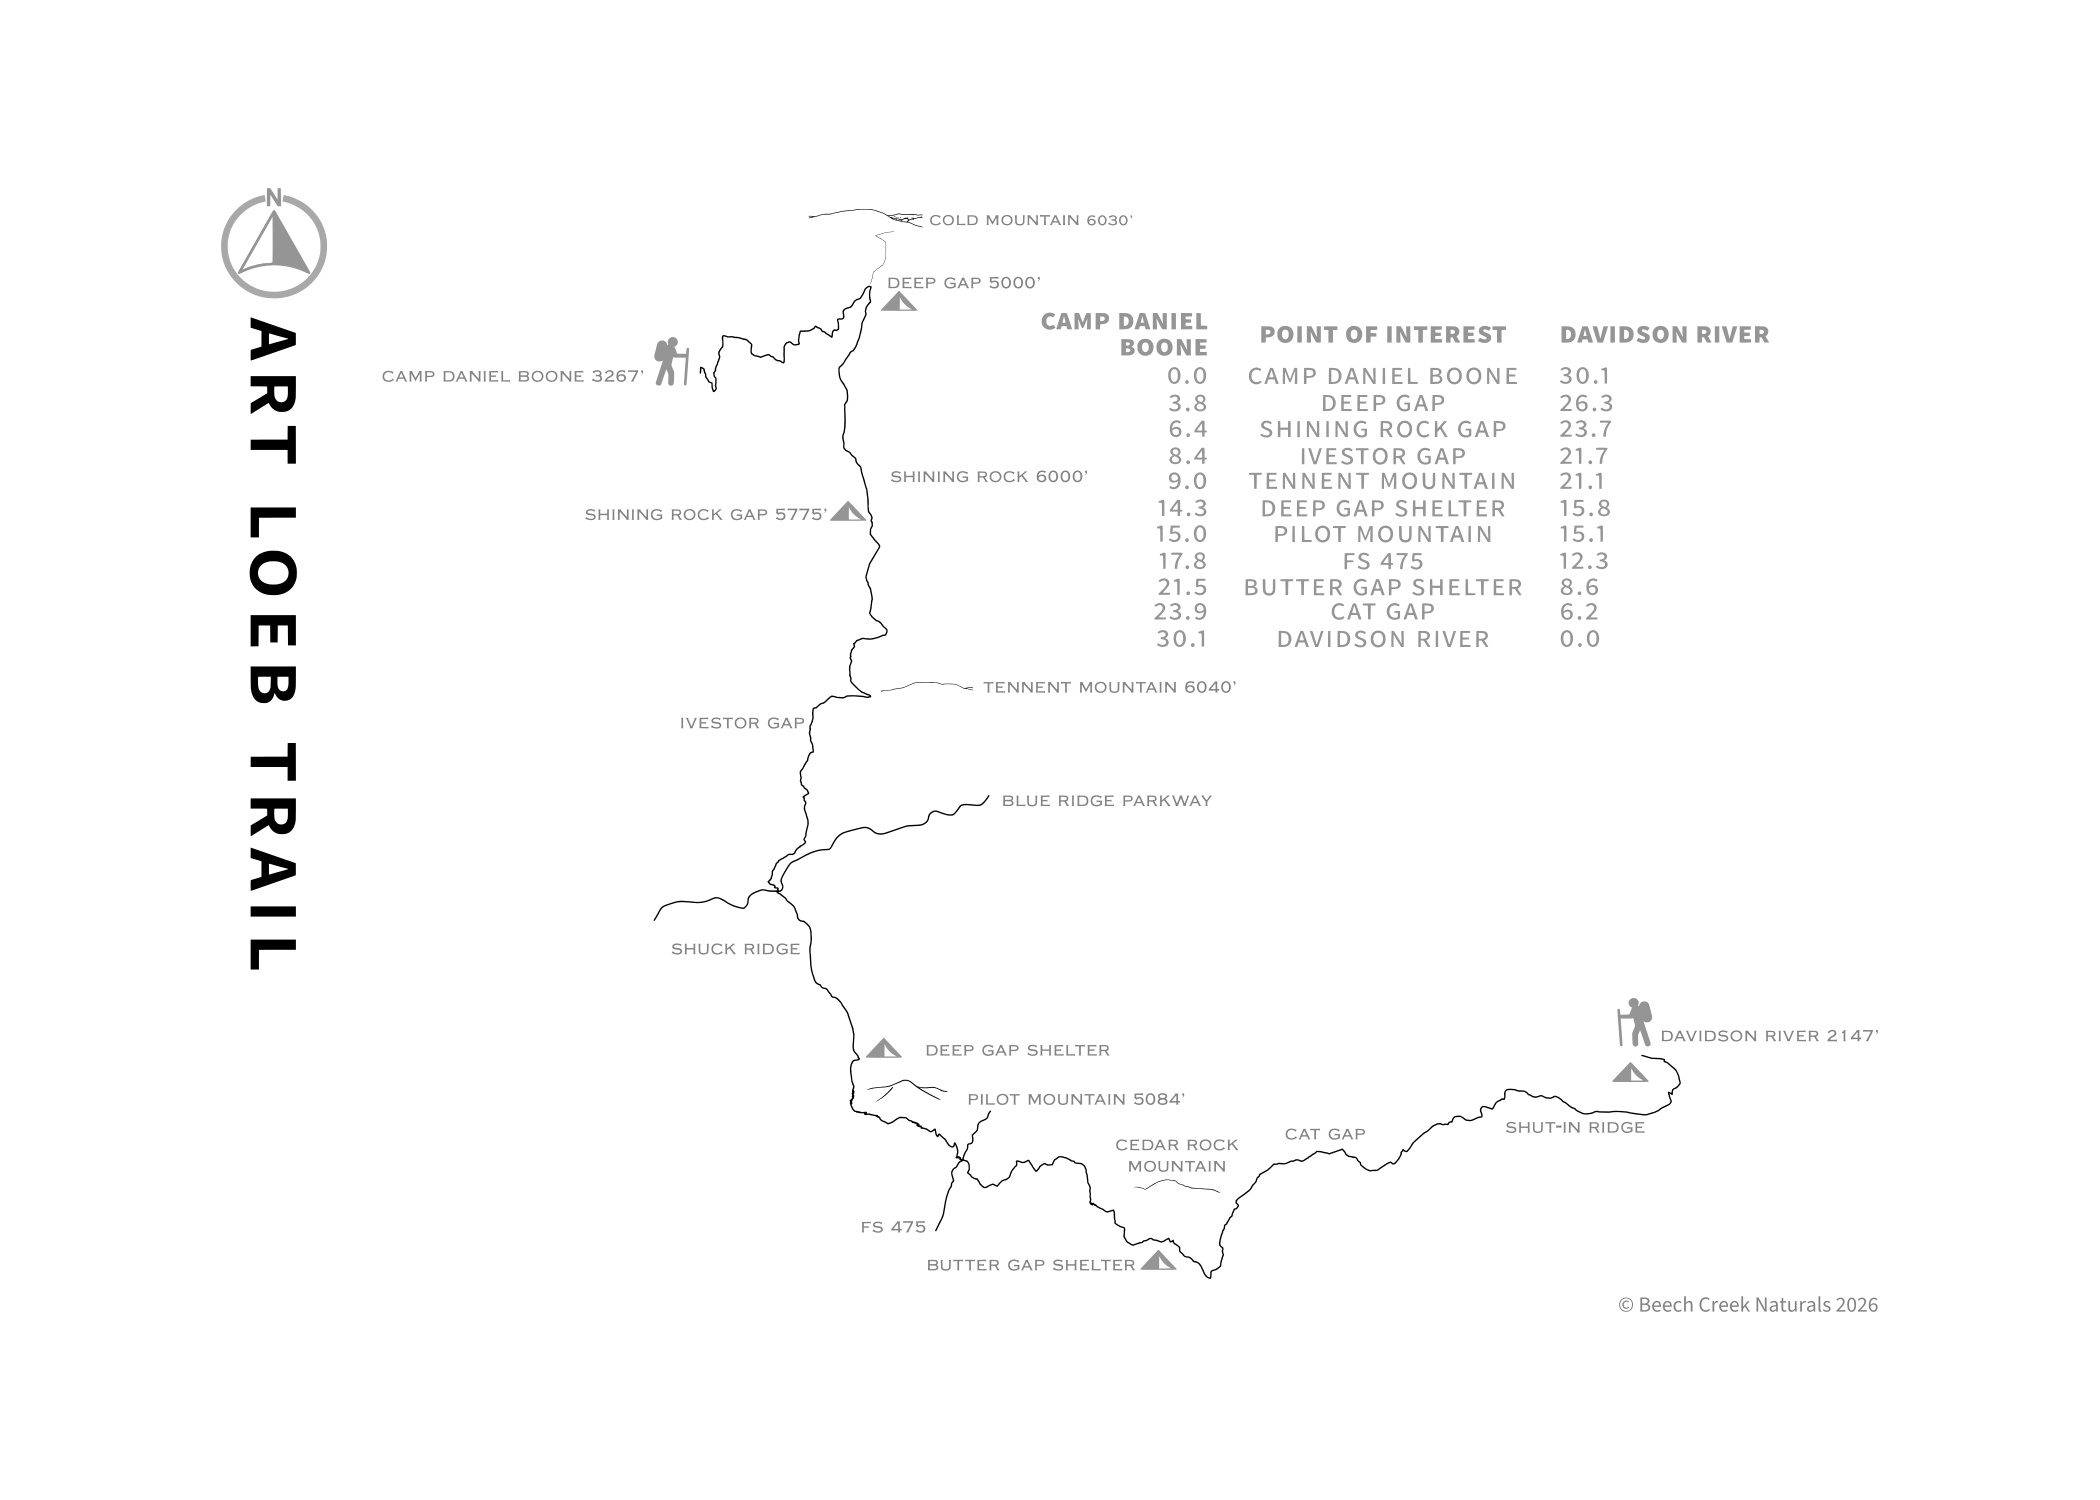 N
ART LOEB TRAIL
COLD MOUNTAIN 6030'
DEEP GAP 5000'
CAMP DANIEL BOONE 3267'
SHINING ROCK 6000'
SHINING ROCK GAP 5775'
TENNENT MOUNTAIN 6040'
IVESTOR GAP
BLUE RIDGE PARKWAY
SHUCK RIDGE
DEEP GAP SHELTER
PILOT MOUNTAIN 5084'
FS 475
BUTTER GAP SHELTER
CEDAR ROCK
MOUNTAIN
CAT GAP
SHUT-IN RIDGE
DAVIDSON RIVER 2147'
CAMP DANIEL
BOONE
POINT OF INTEREST
DAVIDSON RIVER
0.0 CAMP DANIEL BOONE 30.1
3.8 DEEP GAP 26.3
6.4 SHINING ROCK GAP 23.7
8.4 IVESTOR GAP 21.7
9.0 TENNENT MOUNTAIN 21.1
14.3 DEEP GAP SHELTER 15.8
15.0 PILOT MOUNTAIN 15.1
17.8 FS 475 12.3
21.5 BUTTER GAP SHELTER 8.6
23.9 CAT GAP 6.2
30.1 DAVIDSON RIVER 0.0
© Beech Creek Naturals 2026